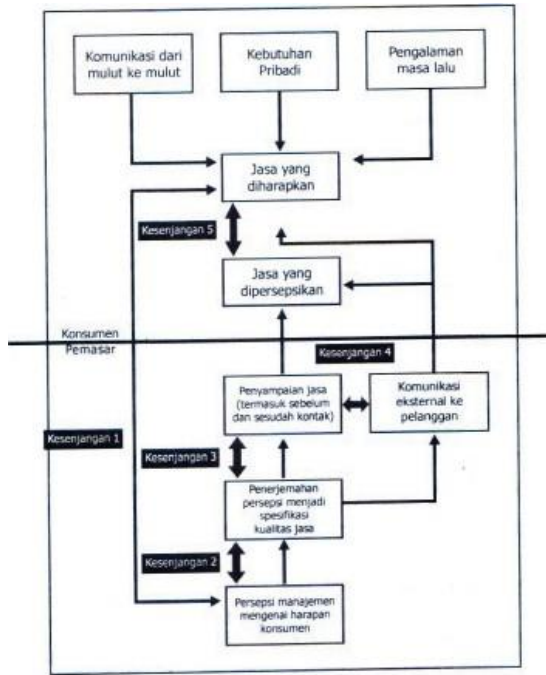 Komunikasi dari
mulut ke mulut
Kebutuhan
Pribadi
Pengalaman
masa lalu
Jasa yang
diharapkan
Kesenjangan 5
Jasa yang
dipersepsikan
Konsumen
Pemasar
Kesenjangan 4
Penyampaian jasa
(termasuk sebelum
dan sesudah kontak)
Komunikasi
eksternal ke
pelanggan
Kesenjangan 1
Kesenjangan 3
Penerjemahan
persepsi menjadi
spesifikasi
kualitas jasa
Kesenjangan 2
Persepsi manajemen
mengenai harapan
konsumen